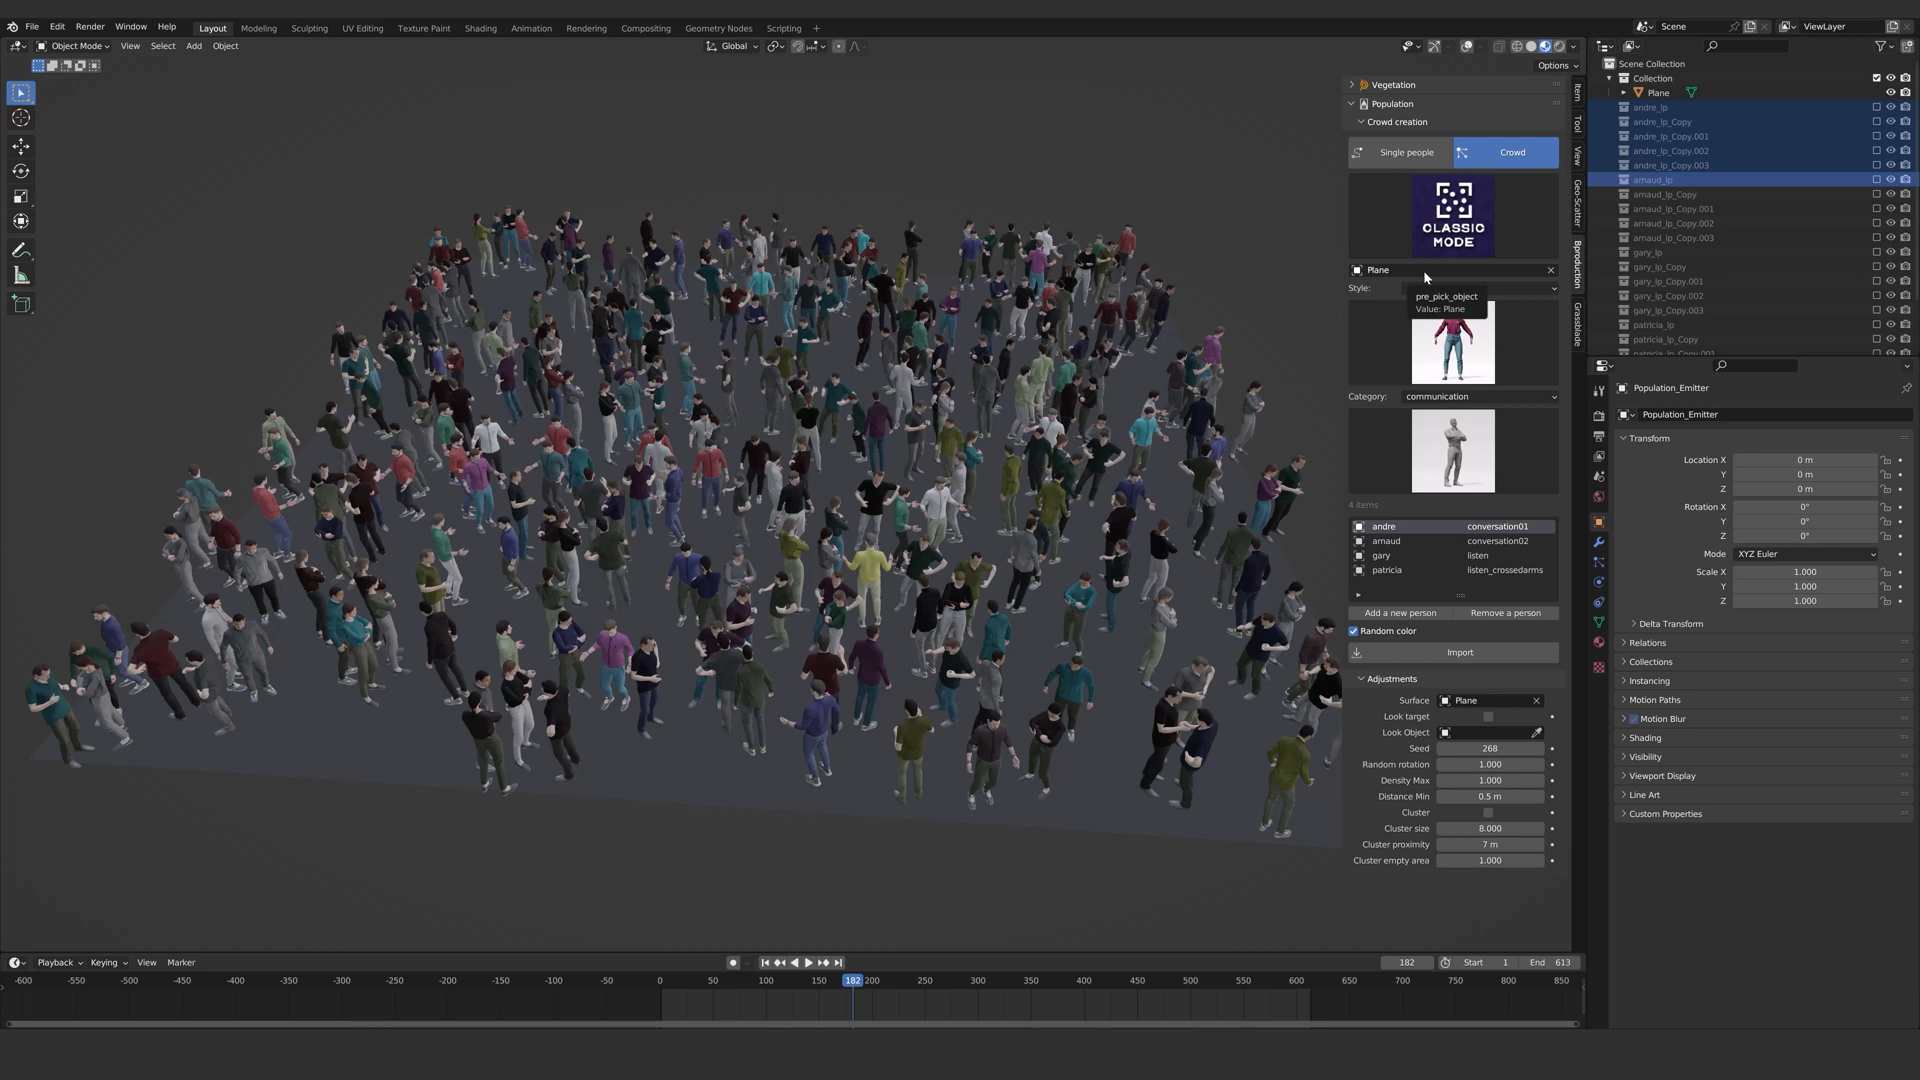 File Edit Render Window Help Layout Modeling Sculpting UV Editing Texture Paint Shading Animation Rendering Compositing Geometry Nodes Scripting + Scene ViewLayer
Object Mode View Select Add Object Global
Options
Vegetation
Population
Crowd creation
Single people Crowd
CLASSIC
MODE
Plane
Style:
pre_pick_object
Value: Plane
Category: communication
4 items
andre conversation01
arnaud conversation02
gary listen
patricia listen_crossedarms
Add a new person Remove a person
Random color
Import
Adjustments
Surface Plane
Look target
Look Object
Seed 268
Random rotation 1.000
Density Max 1.000
Distance Min 0.5 m
Cluster
Cluster size 8.000
Cluster proximity 7 m
Cluster empty area 1.000
Item
Tool
View
Geo-Scatter
Bproduction
Grassblade
Scene Collection
Collection
Plane
andre_lp
andre_lp_Copy
andre_lp_Copy.001
andre_lp_Copy.002
andre_lp_Copy.003
arnaud_lp
arnaud_lp_Copy
arnaud_lp_Copy.001
arnaud_lp_Copy.002
arnaud_lp_Copy.003
gary_lp
gary_lp_Copy
gary_lp_Copy.001
gary_lp_Copy.002
gary_lp_Copy.003
patricia_lp
patricia_lp_Copy
patricia_lp_Copy.001
Population_Emitter
Population_Emitter
Transform
Location X 0 m
Y 0 m
Z 0 m
Rotation X 0°
Y 0°
Z 0°
Mode XYZ Euler
Scale X 1.000
Y 1.000
Z 1.000
Delta Transform
Relations
Collections
Instancing
Motion Paths
Motion Blur
Shading
Visibility
Viewport Display
Line Art
Custom Properties
Playback Keying View Marker 182 Start 1 End 613
-600 -550 -500 -450 -400 -350 -300 -250 -200 -150 -100 -50 0 50 100 150 182 200 250 300 350 400 450 500 550 600 650 700 750 800 850